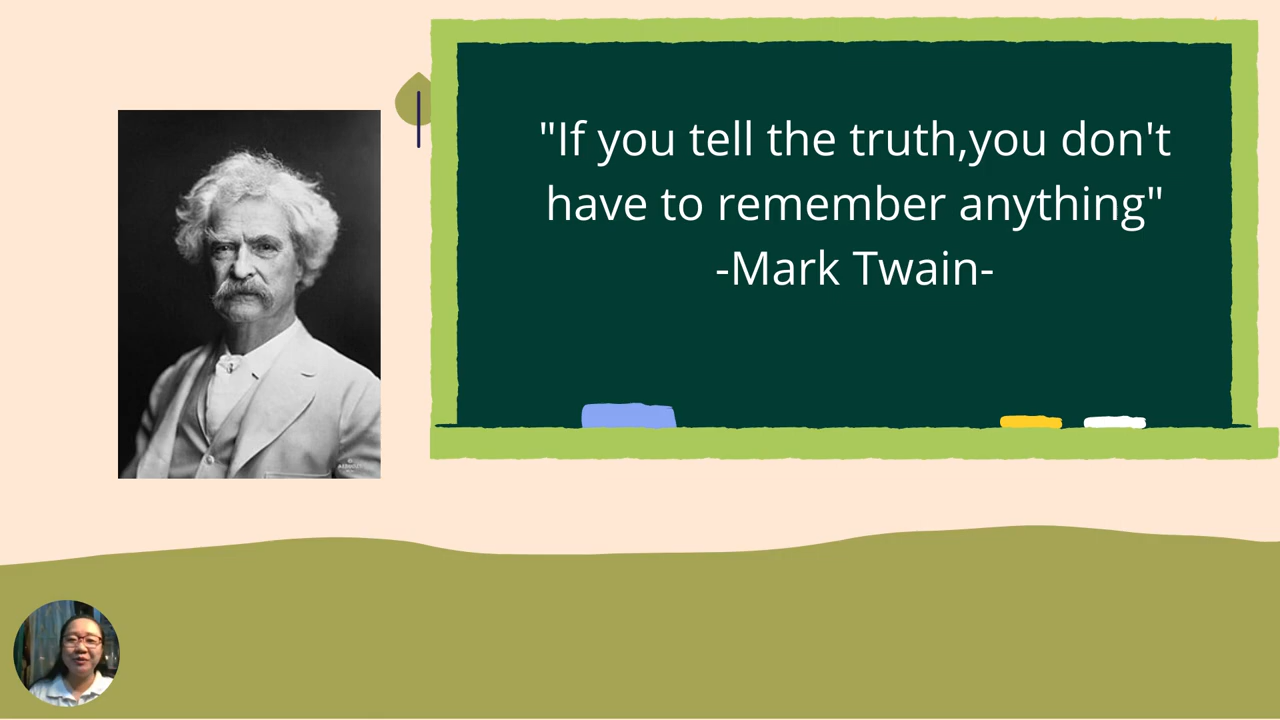 "If you tell the truth,you don't
have to remember anything"
-Mark Twain-